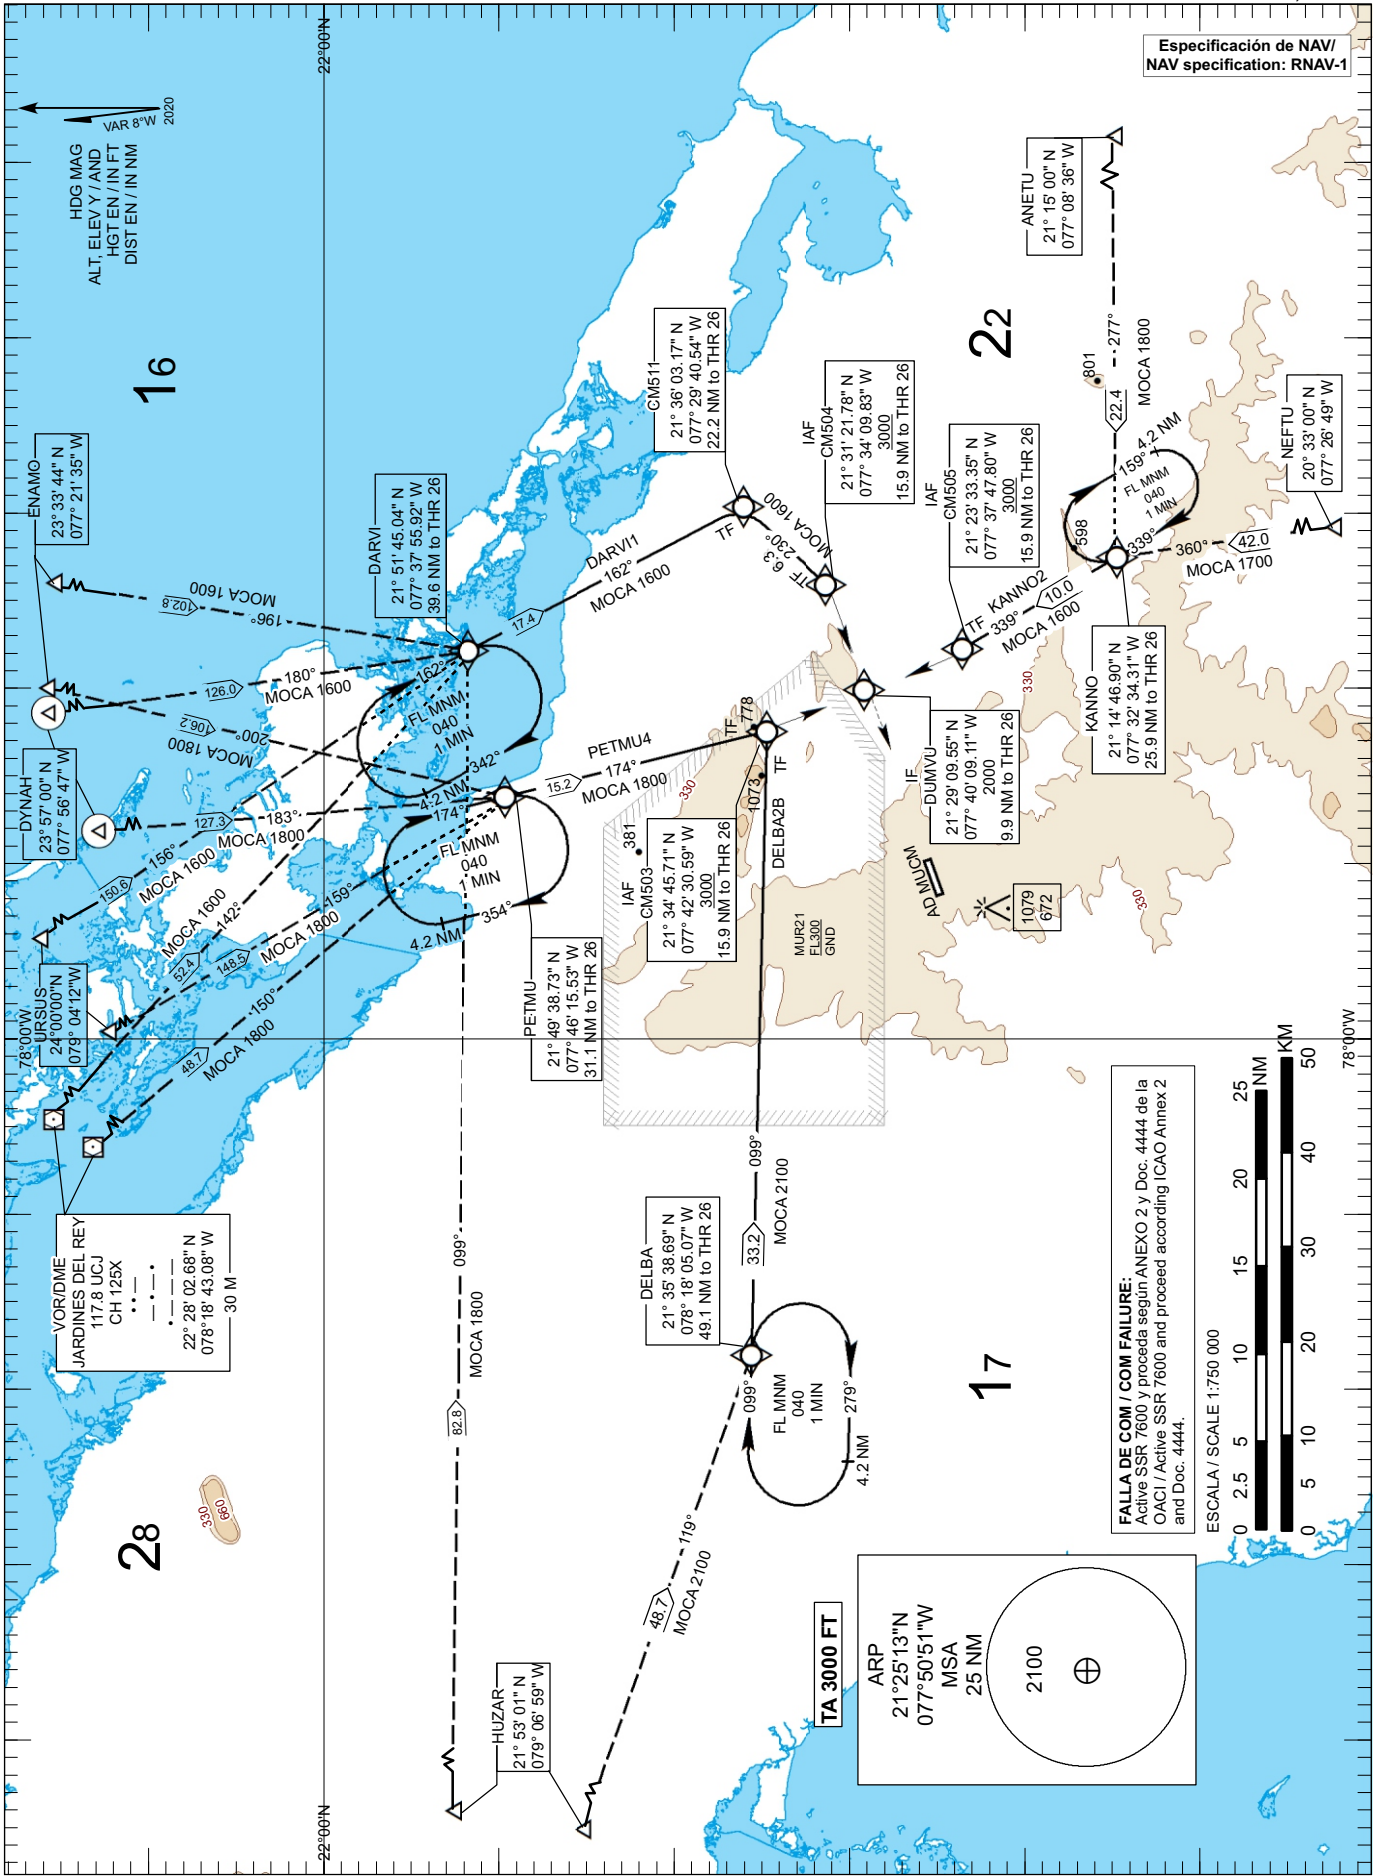 Especificación de NAV/
NAV specification: RNAV-1
VAR 8°W
2020
HDG MAG
ALT, ELEV Y / AND
HGT EN / IN FT
DIST EN / IN NM
22°00'N
16
ENAMO
23° 33' 44" N
077° 21' 35" W
DYNAH
23° 57' 00" N
077° 56' 47" W
78°00'W
URSUS
24°00'00"N
079° 04'12"W
VOR/DME
JARDINES DEL REY
117.8 UCJ
CH 125X
22° 28' 02.68" N
078° 18' 43.08" W
30 M
28
330
660
22°00'N
DARVI
21° 51' 45.04" N
077° 37' 55.92" W
39.6 NM to THR 26
102.8
196°
MOCA 1600
126.0
180°
MOCA 1600
106.2
200°
MOCA 1800
127.3
183°
MOCA 1800
150.6
156°
MOCA 1600
52.4
142°
MOCA 1600
148.5
159°
MOCA 1800
48.7
150°
MOCA 1800
162°
FL MNM
040
1 MIN
342°
4.2 NM
174°
FL MNM
040
1 MIN
354°
4.2 NM
PETMU
21° 49' 38.73" N
077° 46' 15.53" W
31.1 NM to THR 26
099°
82.8
MOCA 1800
HUZAR
21° 53' 01" N
079° 06' 59" W
48.7
119°
MOCA 2100
DELBA
21° 35' 38.69" N
078° 18' 05.07" W
49.1 NM to THR 26
099°
FL MNM
040
1 MIN
279°
4.2 NM
33.2
099°
MOCA 2100
DELBA2B
TF
15.2
PETMU4
174°
MOCA 1800
TF
778
1073
330
381
IAF
CM503
21° 34' 45.71" N
077° 42' 30.59" W
3000
15.9 NM to THR 26
MUR21
FL300
GND
17.4
DARVI1
162°
MOCA 1600
TF
CM511
21° 36' 03.17" N
077° 29' 40.54" W
22.2 NM to THR 26
6.3
230°
MOCA 1600
TF
IAF
CM504
21° 31' 21.78" N
077° 34' 09.83" W
3000
15.9 NM to THR 26
IF
DUMVU
21° 29' 09.55" N
077° 40' 09.11" W
2000
9.9 NM to THR 26
IAF
CM505
21° 23' 33.35" N
077° 37' 47.80" W
3000
15.9 NM to THR 26
TF
KANNO2
339°
10.0
MOCA 1600
KANNO
21° 14' 46.90" N
077° 32' 34.31" W
25.9 NM to THR 26
598
159°
4.2 NM
FL MNM
040
1 MIN
339°
360°
42.0
MOCA 1700
NEFTU
20° 33' 00" N
077° 26' 49" W
22
801
277°
22.4
MOCA 1800
ANETU
21° 15' 00" N
077° 08' 36" W
330
AD MUCM
1079
672
330
78°00'W
17
TA 3000 FT
ARP
21°25'13"N
077°50'51"W
MSA
25 NM
2100
FALLA DE COM / COM FAILURE:
Active SSR 7600 y proceda según ANEXO 2 y Doc. 4444 de la
OACI / Active SSR 7600 and proceed according ICAO Annex 2
and Doc. 4444.
ESCALA / SCALE 1:750 000
0 2.5 5 10 15 20 25 NM
0 5 10 20 30 40 50 KM